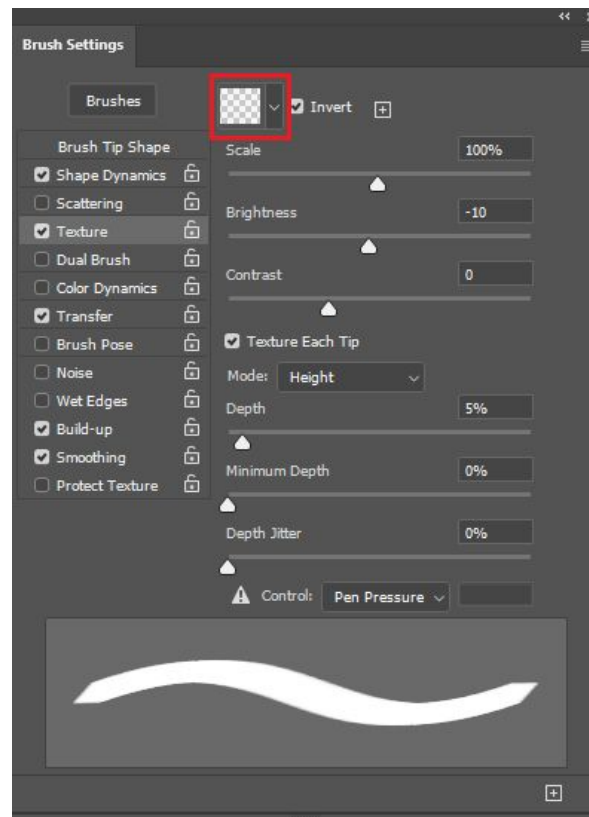 Brush Settings
Brushes
Invert
Brush Tip Shape
Shape Dynamics
Scattering
Texture
Dual Brush
Color Dynamics
Transfer
Brush Pose
Noise
Wet Edges
Build-up
Smoothing
Protect Texture
Scale 100%
Brightness -10
Contrast 0
Texture Each Tip
Mode: Height
Depth 5%
Minimum Depth 0%
Depth Jitter 0%
Control: Pen Pressure